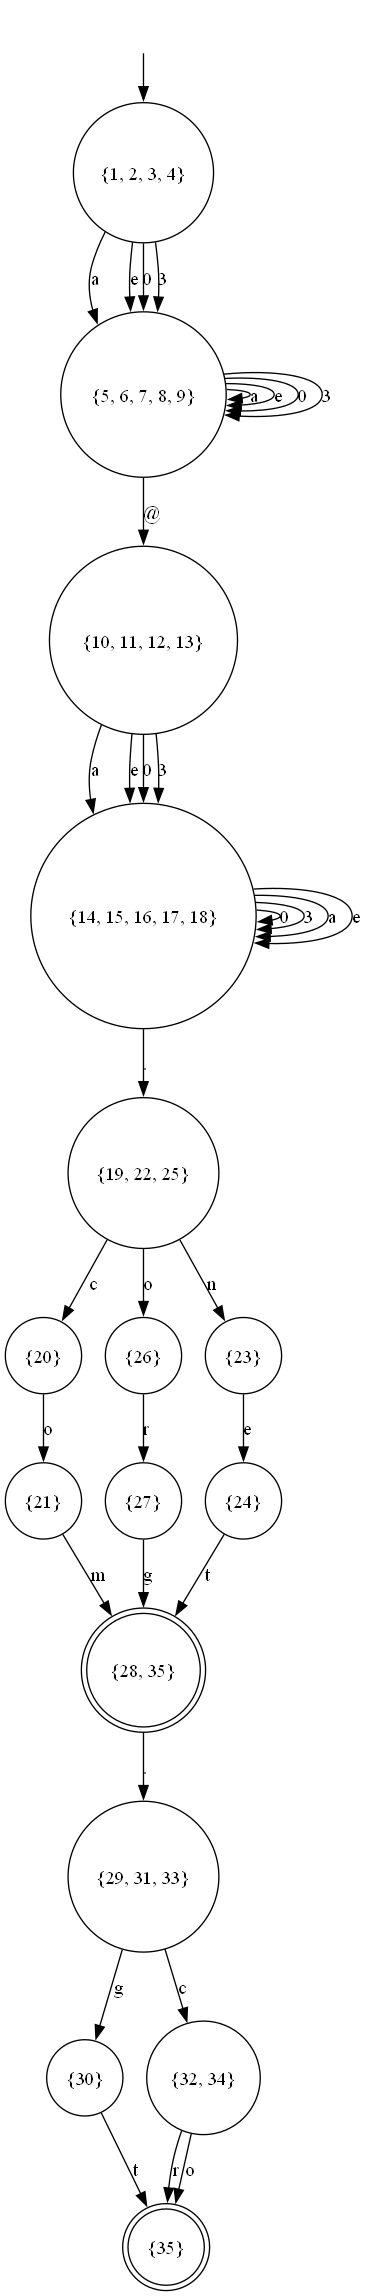 {1, 2, 3, 4}
a e 0 3
{5, 6, 7, 8, 9} a e 0 3
@
{10, 11, 12, 13}
a e 0 3
{14, 15, 16, 17, 18} 0 3 a e
.
{19, 22, 25}
c o n
{20} {26} {23}
o r e
{21} {27} {24}
m g t
{28, 35}
.
{29, 31, 33}
g c
{30} {32, 34}
t r o
{35}